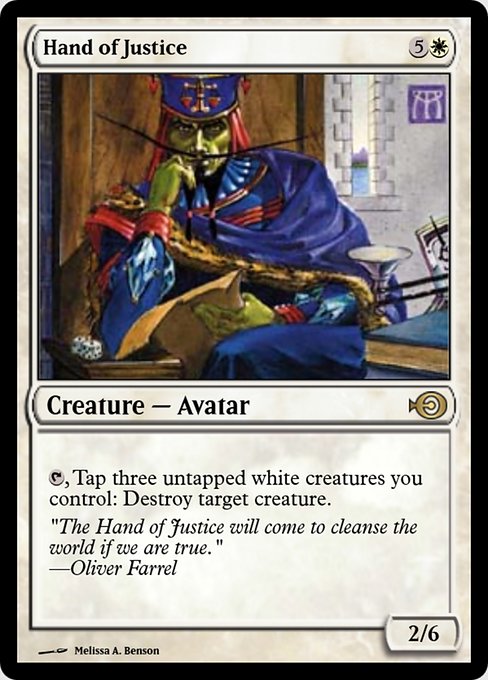 Hand of Justice 5
Creature — Avatar
, Tap three untapped white creatures you
control: Destroy target creature.
"The Hand of Justice will come to cleanse the
world if we are true."
—Oliver Farrel
2/6
Melissa A. Benson